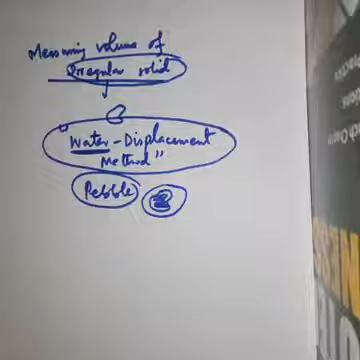 Measuring volume of
irregular solid
"Water-Displacement
Method"
Pebble